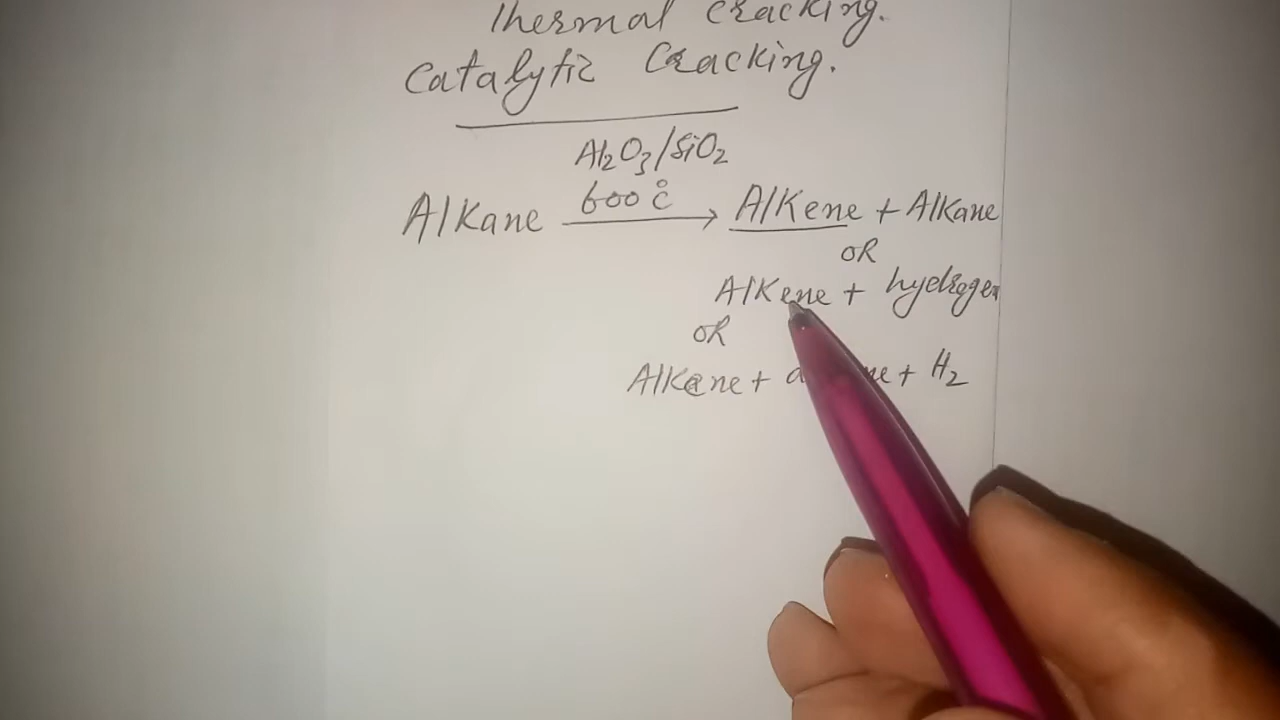 Thermal Cracking.
Catalytic Cracking.
Al2O3/SiO2
600°C
Alkane → Alkene + Alkane
OR
Alkene + hydrogen
OR
Alkane + + H2